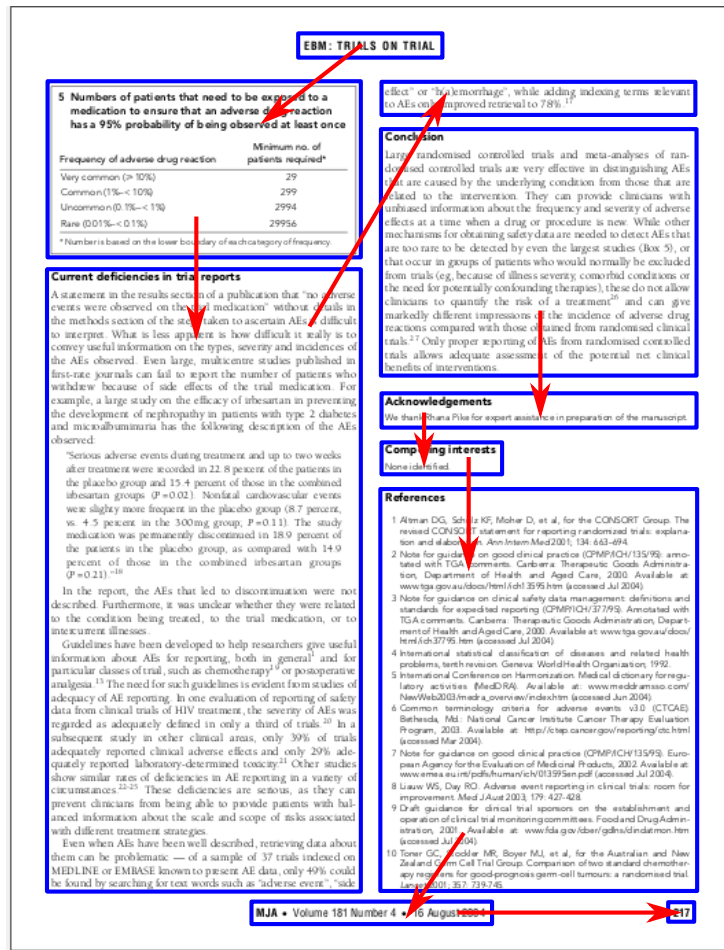 EBM: TRIALS ON TRIAL
5 Numbers of patients that need to be exposed to a
medication to ensure that an adverse drug reaction
has a 95% probability of being observed at least once
Frequency of adverse drug reaction Minimum no. of patients required*
Very common (≥ 10%) 29
Common (1%–< 10%) 299
Uncommon (0.1%–< 1%) 2994
Rare (0.01%–< 0.1%) 29956
* Number is based on the lower boundary of each category of frequency.
Current deficiencies in trial reports
A statement in the results section of a publication that "no adverse
events were observed on the trial medication" without details in
the methods section of the steps taken to ascertain AEs is difficult
to interpret. What is less apparent is how difficult it really is to
convey useful information on the types, severity and incidences of
the AEs observed. Even large, multicentre studies published in
first-rate journals can fail to report the number of patients who
withdrew because of side effects of the trial medication. For
example, a large study on the efficacy of irbesartan in preventing
the development of nephropathy in patients with type 2 diabetes
and microalbuminuria has the following description of the AEs
observed:
"Serious adverse events during treatment and up to two weeks
after treatment were recorded in 22.8 percent of the patients in
the placebo group and 15.4 percent of those in the combined
irbesartan groups (P=0.02). Nonfatal cardiovascular events
were slighty more frequent in the placebo group (8.7 percent,
vs. 4.5 percent in the 300mg group; P=0.11). The study
medication was permanently discontinued in 18.9 percent of
the patients in the placebo group, as compared with 14.9
percent of those in the combined irbesartan groups
(P=0.21)."18
In the report, the AEs that led to discontinuation were not
described. Furthermore, it was unclear whether they were related
to the condition being treated, to the trial medication, or to
intercurrent illnesses.
Guidelines have been developed to help researchers give useful
information about AEs for reporting, both in general1 and for
particular classes of trial, such as chemotherapy19 or postoperative
analgesia.15 The need for such guidelines is evident from studies of
adequacy of AE reporting. In one evaluation of reporting of safety
data from clinical trials of HIV treatment, the severity of AEs was
regarded as adequately defined in only a third of trials.20 In a
subsequent study in other clinical areas, only 39% of trials
adequately reported clinical adverse effects and only 29% ade-
quately reported laboratory-determined toxicity.21 Other studies
show similar rates of deficiencies in AE reporting in a variety of
circumstances.22-25 These deficiencies are serious, as they can
prevent clinicians from being able to provide patients with bal-
anced information about the scale and scope of risks associated
with different treatment strategies.
Even when AEs have been well described, retrieving data about
them can be problematic — of a sample of 37 trials indexed on
MEDLINE or EMBASE known to present AE data, only 49% could
be found by searching for text words such as "adverse event", "side
effect" or "h(a)emorrhage", while adding indexing terms relevant
to AEs only improved retrieval to 78%.17
Conclusion
Large randomised controlled trials and meta-analyses of ran-
domised controlled trials are very effective in distinguishing AEs
that are caused by the underlying condition from those that are
related to the intervention. They can provide clinicians with
unbiased information about the frequency and severity of adverse
effects at a time when a drug or procedure is new. While other
mechanisms for obtaining safety data are needed to detect AEs that
are too rare to be detected by even the largest studies (Box 5), or
that occur in groups of patients who would normally be excluded
from trials (eg, because of illness severity, comorbid conditions or
the need for potentially confounding therapies), these do not allow
clinicians to quantify the risk of a treatment26 and can give
markedly different impressions of the incidence of adverse drug
reactions compared with those obtained from randomised clinical
trials.27 Only proper reporting of AEs from randomised controlled
trials allows adequate assessment of the potential net clinical
benefits of interventions.
Acknowledgements
We thank Rhana Pike for expert assistance in preparation of the manuscript.
Competing interests
None identified.
References
1 Altman DG, Schulz KF, Moher D, et al, for the CONSORT Group. The
revised CONSORT statement for reporting randomized trials: explana-
tion and elaboration. Ann Intern Med 2001; 134: 663–694.
2 Note for guidance on good clinical practice (CPMP/ICH/135/95): anno-
tated with TGA comments. Canberra: Therapeutic Goods Administra-
tion, Department of Health and Aged Care, 2000. Available at
www.tga.gov.au/docs/html/ich13595.htm (accessed Jul 2004).
3 Note for guidance on clinical safety data management: definitions and
standards for expedited reporting (CPMP/ICH/377/95). Annotated with
TGA comments. Canberra: Therapeutic Goods Administration, Depart-
ment of Health and Aged Care, 2000. Available at: www.tga.gov.au/docs/
html/ich37795.htm (accessed Jul 2004).
4 International statistical classification of diseases and related health
problems, tenth revision. Geneva: World Health Organization, 1992.
5 International Conference on Harmonization. Medical dictionary for regu-
latory activities (MedDRA). Available at: www.meddramsso.com/
NewWeb2003/medra_overview/index.htm (accessed Jun 2004).
6 Common terminology criteria for adverse events v3.0 (CTCAE).
Bethesda, Md.: National Cancer Institute Cancer Therapy Evaluation
Program, 2003. Available at: http://ctep.cancer.gov/reporting/ctc.html
(accessed Mar 2004).
7 Note for guidance on good clinical practice (CPMP/ICH/135/95). Euro-
pean Agency for the Evaluation of Medicinal Products, 2002. Available at
www.emea.eu.int/pdfs/human/ich/013595en.pdf (accessed Jul 2004).
8 Liauw WS, Day RO. Adverse event reporting in clinical trials: room for
improvement. Med J Aust 2003; 179: 427-428.
9 Draft guidance for clinical trial sponsors on the establishment and
operation of clinical trial monitoring committees. Food and Drug Admin-
istration, 2001. Available at: www.fda.gov/cber/gdlns/clindatmon.htm
(accessed Jul 2004).
10 Toner GC, Stockler MR, Boyer MJ, et al, for the Australian and New
Zealand Germ Cell Trial Group. Comparison of two standard chemother-
apy regimens for good-prognosis germ-cell tumours: a randomised trial.
Lancet 2001; 357: 739-745.
MJA • Volume 181 Number 4 • 16 August 2004
217